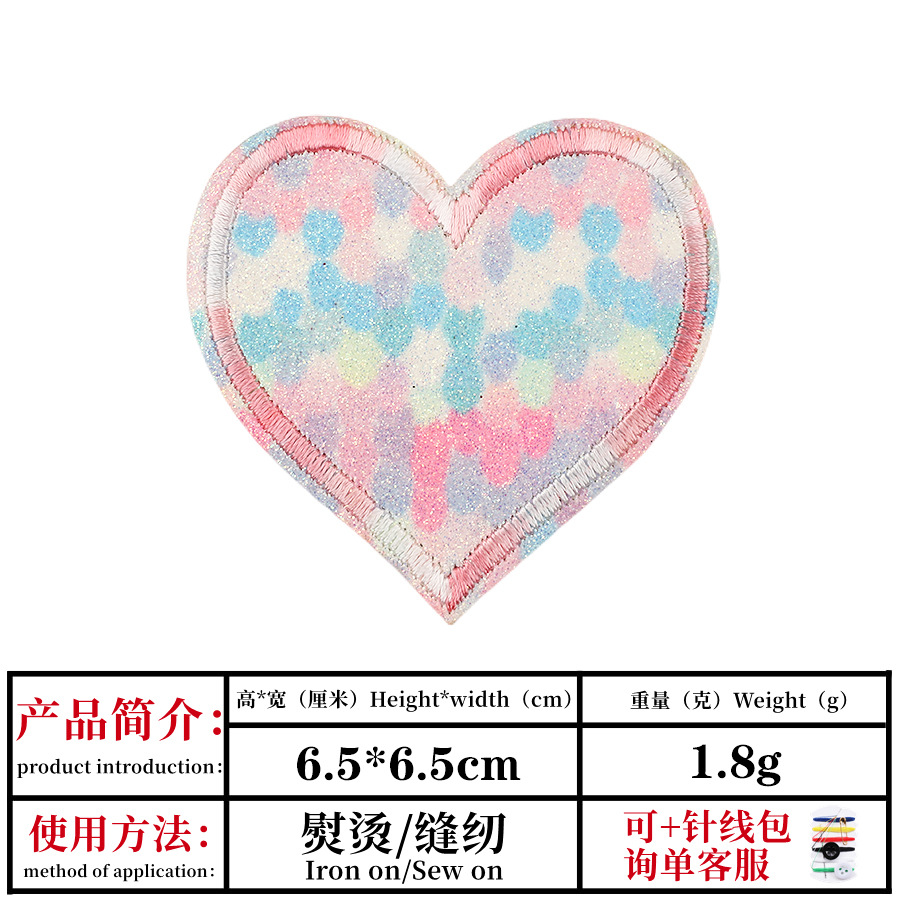 产品简介：
product introduction：
高*宽（厘米）Height*width（cm）
重量（克）Weight（g）
6.5*6.5cm
1.8g
使用方法：
method of application：
熨烫/缝纫
Iron on/Sew on
可+针线包
询单客服